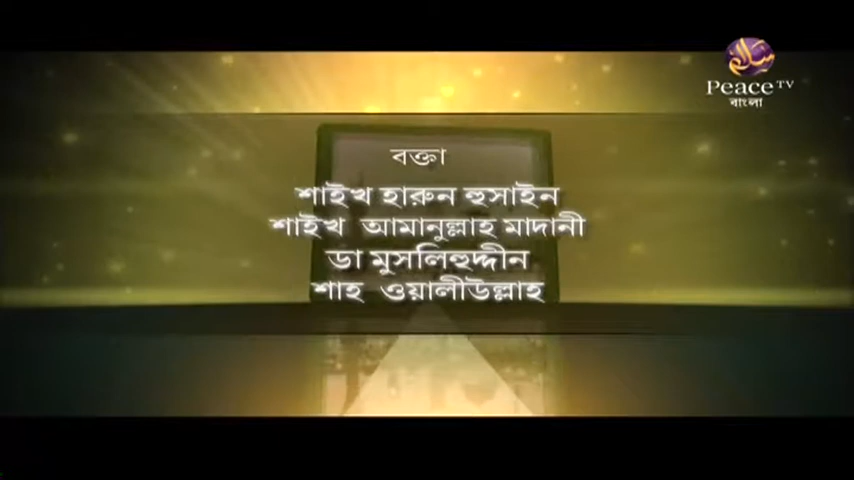 Peace TV
বাংলা
বক্তা
শাইখ হারুন হুসাইন
শাইখ আমানুল্লাহ মাদানী
ডা মুসলিহুদ্দীন
শাহ ওয়ালীউল্লাহ